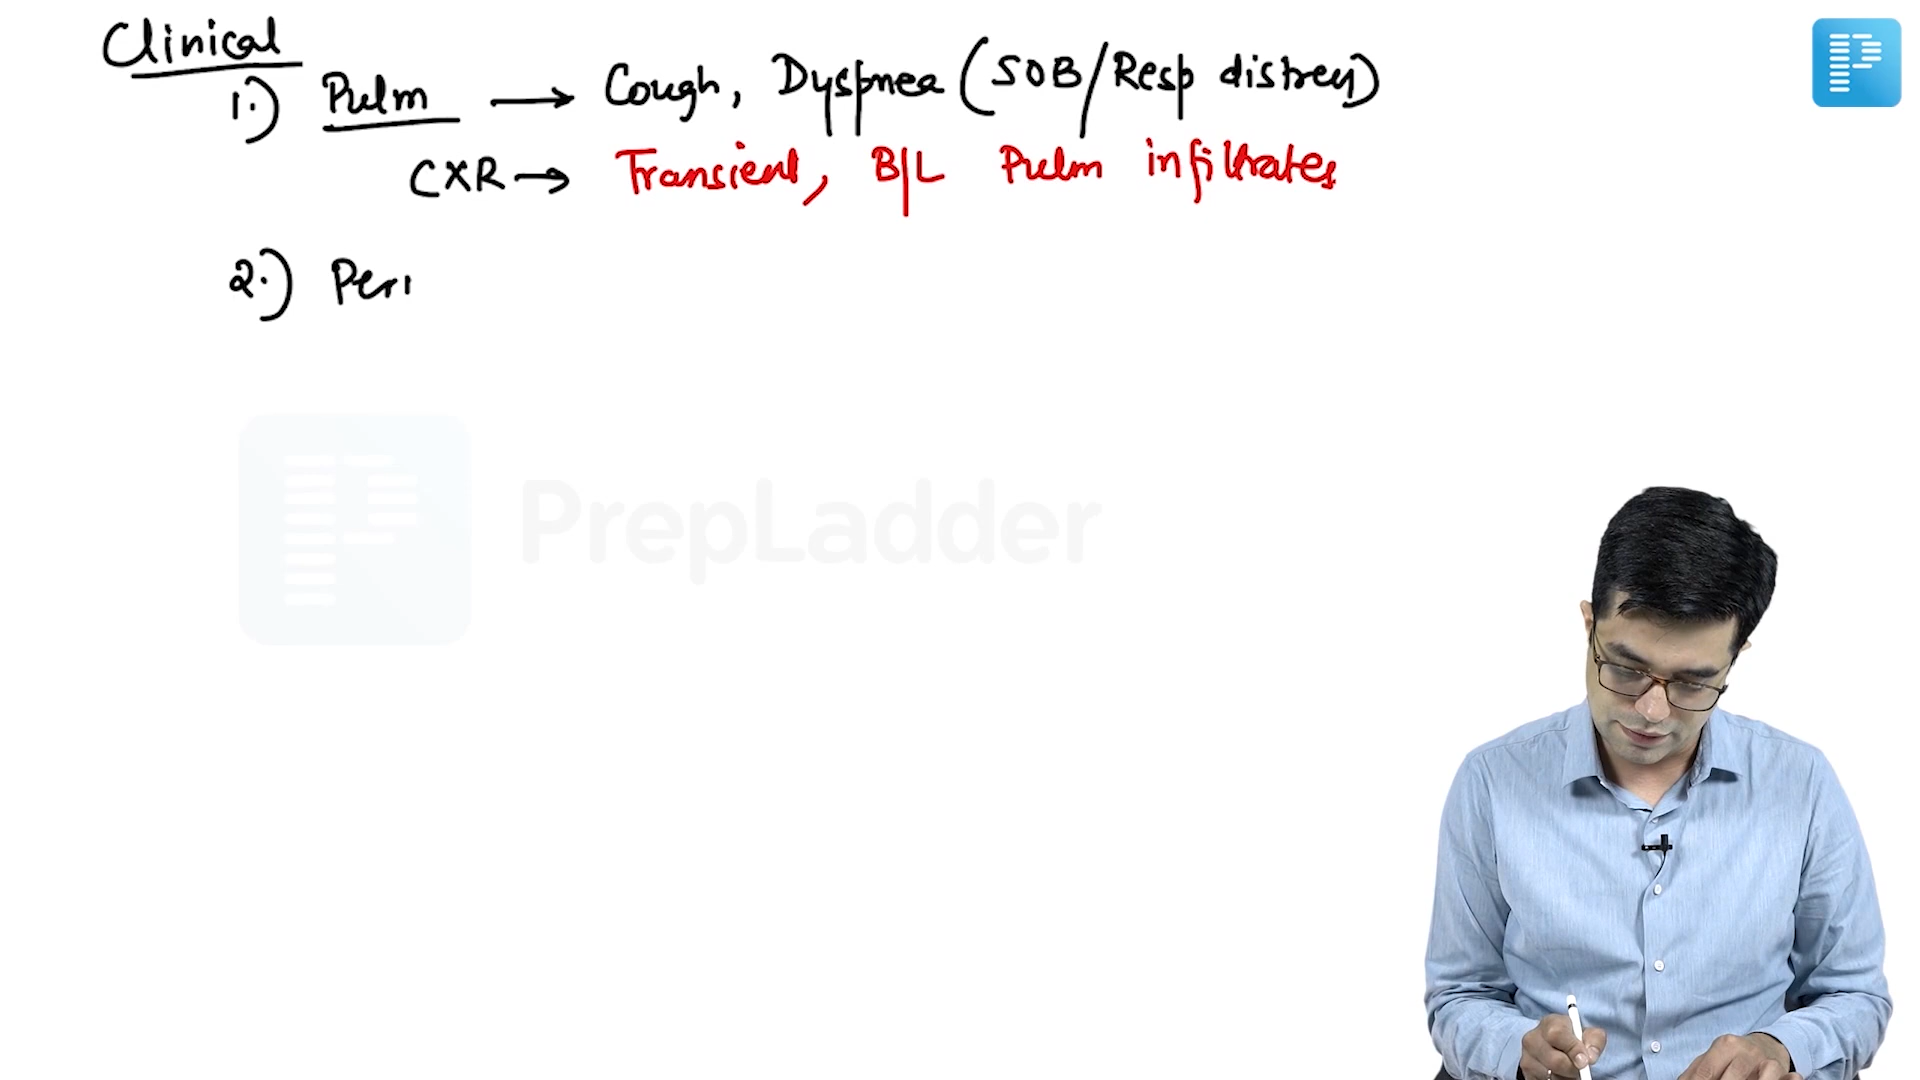 Clinical
1.) Pulm → Cough, Dyspnea (SOB/Resp distress)
CXR → Transient, B/L Pulm infiltrates
2.) Peri
PrepLadder